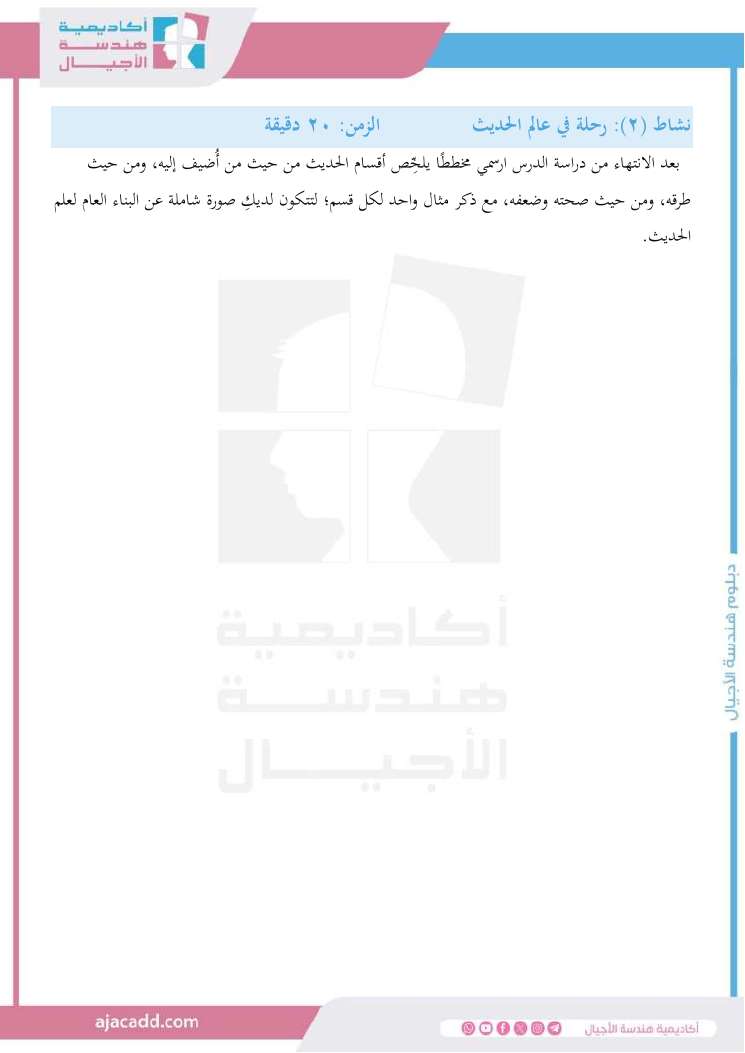 أكاديمية
هندسة
الأجيال
نشاط (٢): رحلة في عالم الحديث الزمن: ٢٠ دقيقة
بعد الانتهاء من دراسة الدرس ارسمي مخططًا يلخِّص أقسام الحديث من حيث من أُضيف إليه، ومن حيث
طرقه، ومن حيث صحته وضعفه، مع ذكر مثال واحد لكل قسم؛ لتتكون لديكِ صورة شاملة عن البناء العام لعلم
الحديث.
أكاديمية
هندسة
الأجيال
دبلوم هندسة الأجيال
أكاديمية هندسة الأجيال
ajacadd.com